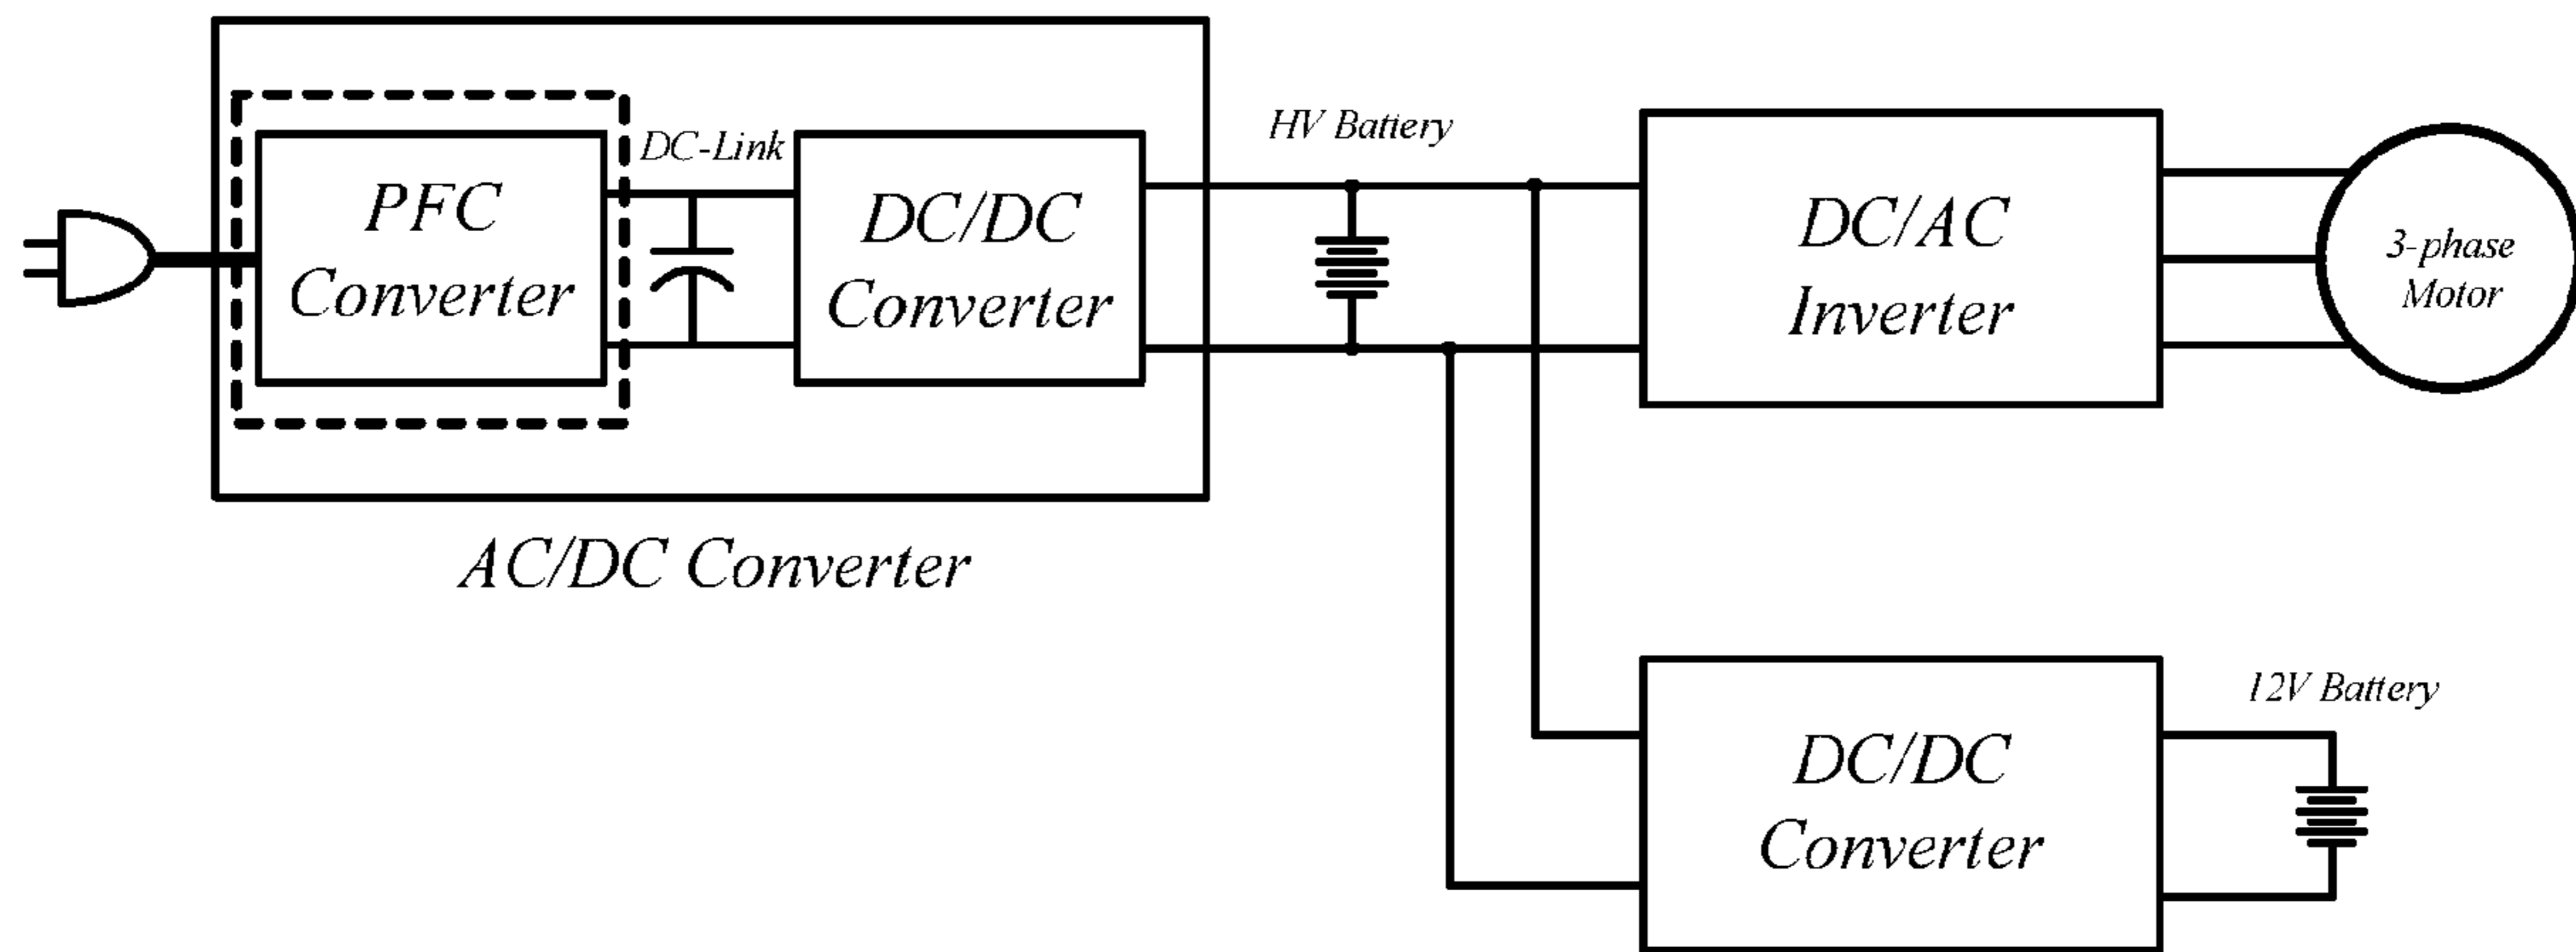 PFC
Converter
DC-Link
DC/DC
Converter
AC/DC Converter
HV Battery
DC/AC
Inverter
3-phase
Motor
DC/DC
Converter
12V Battery